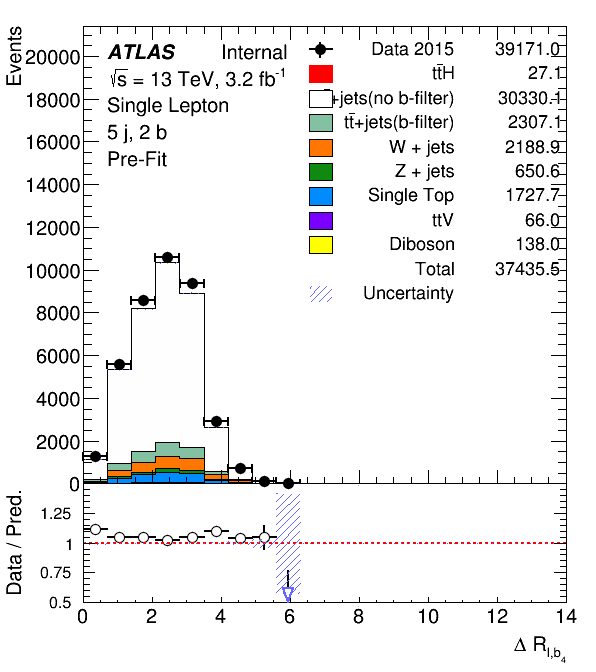 Events
20000
18000
16000
14000
12000
10000
8000
6000
4000
2000
0
ATLAS Internal
√s = 13 TeV, 3.2 fb-1
Single Lepton
5 j, 2 b
Pre-Fit
Data 2015 39171.0
tt̄H 27.1
+jets(no b-filter) 30330.1
tt̄+jets(b-filter) 2307.1
W + jets 2188.9
Z + jets 650.6
Single Top 1727.7
ttV 66.0
Diboson 138.0
Total 37435.5
Uncertainty
Data / Pred.
1.25
1
0.75
0.5
0 2 4 6 8 10 12 14
Δ Rl,b4